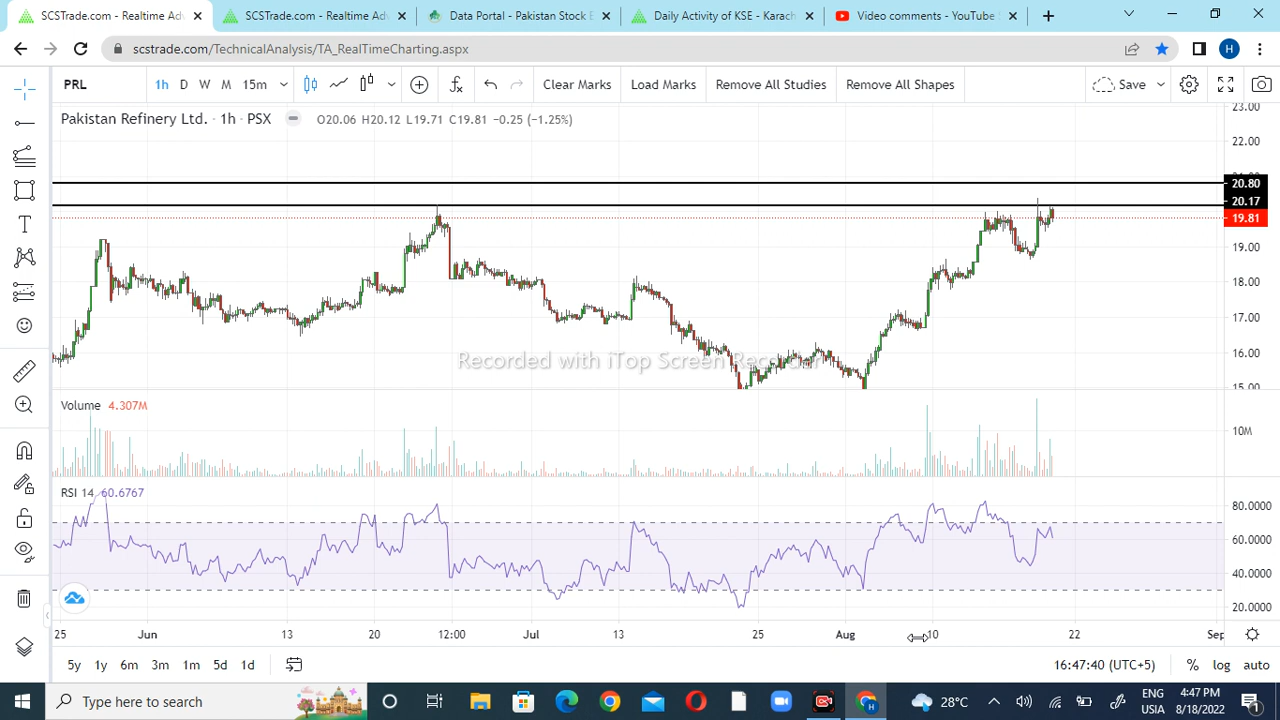 SCSTrade.com - Realtime Adv
SCSTrade.com - Realtime Adv
Data Portal - Pakistan Stock E
Daily Activity of KSE - Karach
Video comments - YouTube S
scstrade.com/TechnicalAnalysis/TA_RealTimeCharting.aspx
H
PRL
1h D W M 15m
Clear Marks
Load Marks
Remove All Studies
Remove All Shapes
Save
Pakistan Refinery Ltd. · 1h · PSX
O20.06 H20.12 L19.71 C19.81 −0.25 (−1.25%)
23.00
22.00
20.80
20.17
19.81
19.00
18.00
17.00
16.00
15.00
Recorded with iTop Screen Recorder
Volume 4.307M
10M
RSI 14 60.6767
80.0000
60.0000
40.0000
20.0000
25 Jun 13 20 12:00 Jul 13 25 Aug 10 22 Sep
5y 1y 6m 3m 1m 5d 1d
16:47:40 (UTC+5) % log auto
Type here to search
H
28°C
ENG
USIA
4:47 PM
8/18/2022
1